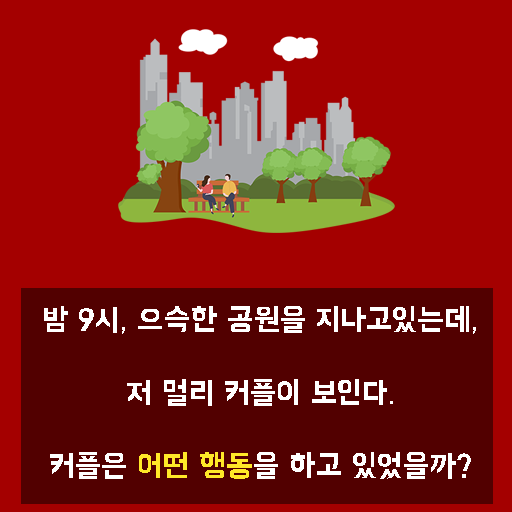 밤 9시, 으슥한 공원을 지나고있는데,
저 멀리 커플이 보인다.
커플은 어떤 행동을 하고 있었을까?